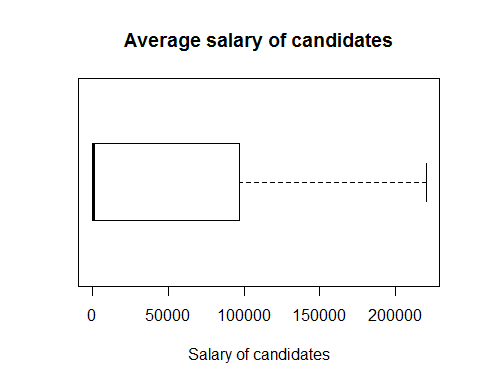 Average salary of candidates
0 50000 100000 150000 200000
Salary of candidates